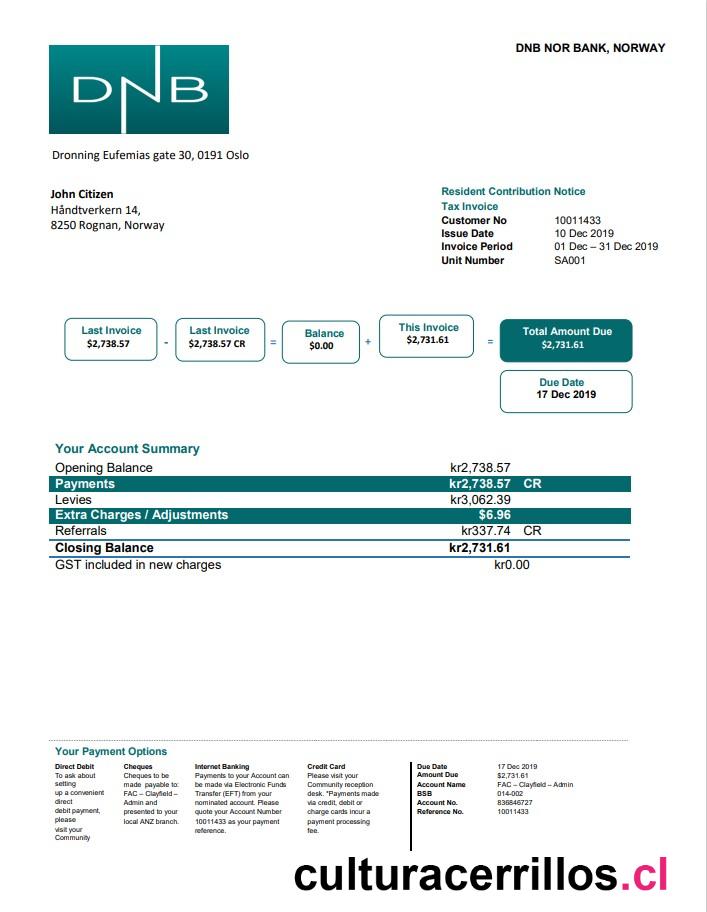 DNB NOR BANK, NORWAY
DNB
Dronning Eufemias gate 30, 0191 Oslo
John Citizen
Håndtverkern 14,
8250 Rognan, Norway
Resident Contribution Notice
Tax Invoice
Customer No 10011433
Issue Date 10 Dec 2019
Invoice Period 01 Dec – 31 Dec 2019
Unit Number SA001
Last Invoice
$2,738.57
-
Last Invoice
$2,738.57 CR
=
Balance
$0.00
+
This Invoice
$2,731.61
=
Total Amount Due
$2,731.61
Due Date
17 Dec 2019
Your Account Summary
Opening Balance kr2,738.57
Payments kr2,738.57 CR
Levies kr3,062.39
Extra Charges / Adjustments $6.96
Referrals kr337.74 CR
Closing Balance kr2,731.61
GST included in new charges kr0.00
Your Payment Options
Direct Debit
To ask about
setting
up a convenient
direct
debit payment,
please
visit your
Community
Cheques
Cheques to be
made payable to:
FAC – Clayfield –
Admin and
presented to your
local ANZ branch.
Internet Banking
Payments to your Account can
be made via Electronic Funds
Transfer (EFT) from your
nominated account. Please
quote your Account Number
10011433 as your payment
reference.
Credit Card
Please visit your
Community reception
desk. *Payments made
via credit, debit or
charge cards incur a
payment processing
fee.
Due Date 17 Dec 2019
Amount Due $2,731.61
Account Name FAC – Clayfield – Admin
BSB 014-002
Account No. 836846727
Reference No. 10011433
culturacerrillos.cl